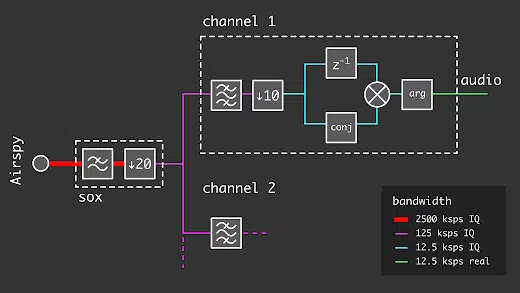 channel 1
z⁻¹
↓10
arg
audio
conj
Airspy
↓20
sox
channel 2
bandwidth
2500 ksps IQ
125 ksps IQ
12.5 ksps IQ
12.5 ksps real